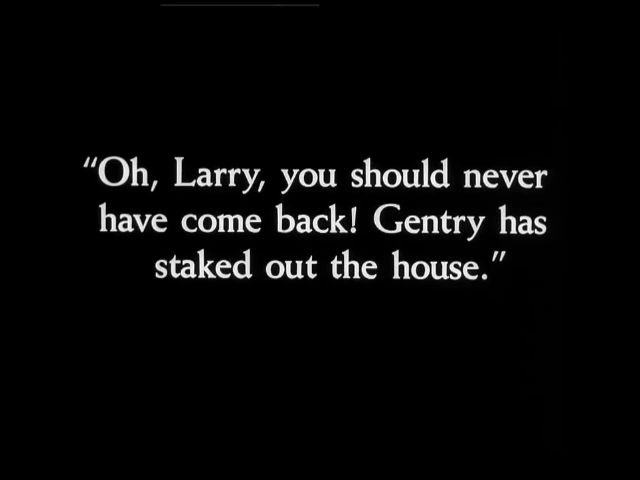 “Oh, Larry, you should never
have come back! Gentry has
staked out the house.”